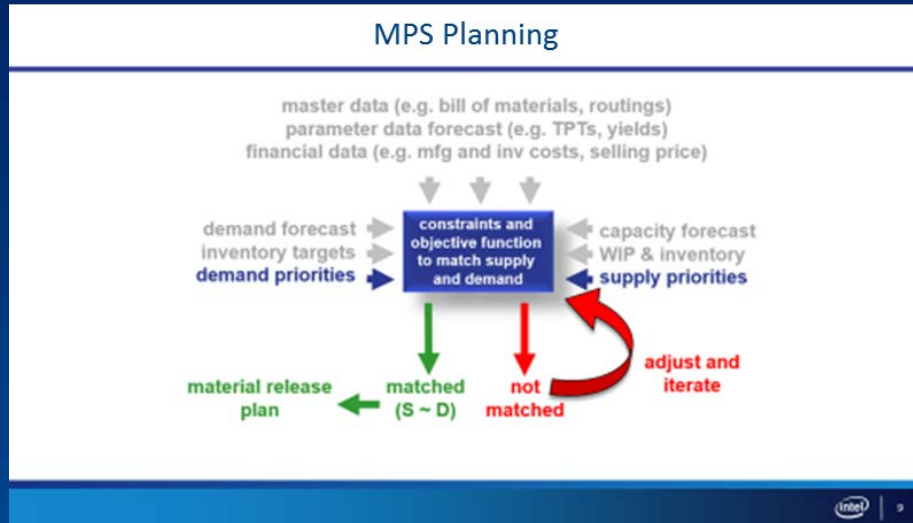 MPS Planning
master data (e.g. bill of materials, routings)
parameter data forecast (e.g. TPTs, yields)
financial data (e.g. mfg and inv costs, selling price)
demand forecast
inventory targets
demand priorities
constraints and
objective function
to match supply
and demand
capacity forecast
WIP & inventory
supply priorities
material release
plan
matched
(S ~ D)
not
matched
adjust and
iterate
intel
9